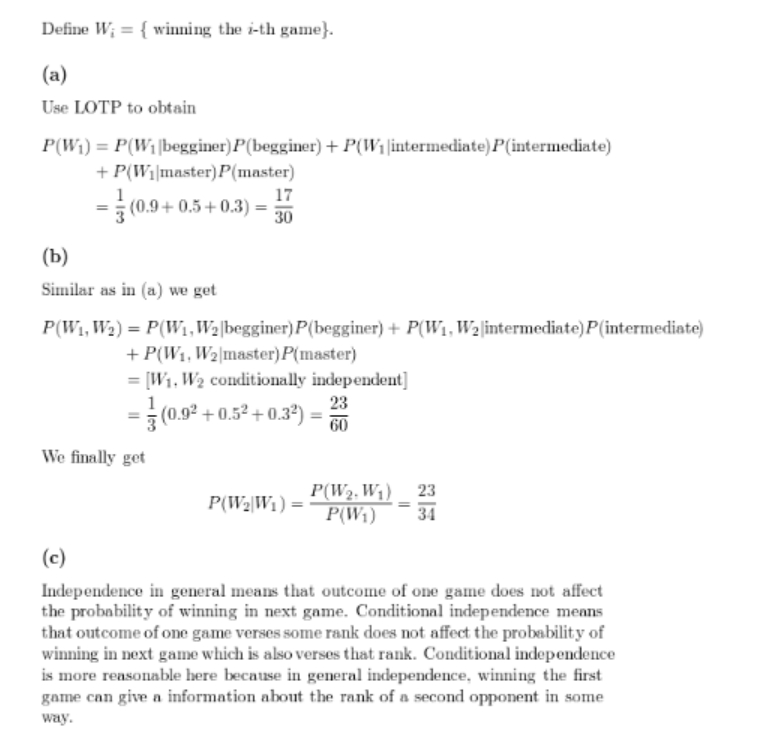 Define W_i = { winning the i-th game}.
(a)
Use LOTP to obtain
P(W_1) = P(W_1|begginer)P(begginer) + P(W_1|intermediate)P(intermediate)
+ P(W_1|master)P(master)
= 1/3 (0.9 + 0.5 + 0.3) = 17/30
(b)
Similar as in (a) we get
P(W_1, W_2) = P(W_1, W_2|begginer)P(begginer) + P(W_1, W_2|intermediate)P(intermediate)
+ P(W_1, W_2|master)P(master)
= [W_1, W_2 conditionally independent]
= 1/3 (0.9² + 0.5² + 0.3²) = 23/60
We finally get
P(W_2|W_1) = P(W_2, W_1)/P(W_1) = 23/34
(c)
Independence in general means that outcome of one game does not affect
the probability of winning in next game. Conditional independence means
that outcome of one game verses some rank does not affect the probability of
winning in next game which is also verses that rank. Conditional independence
is more reasonable here because in general independence, winning the first
game can give a information about the rank of a second opponent in some
way.